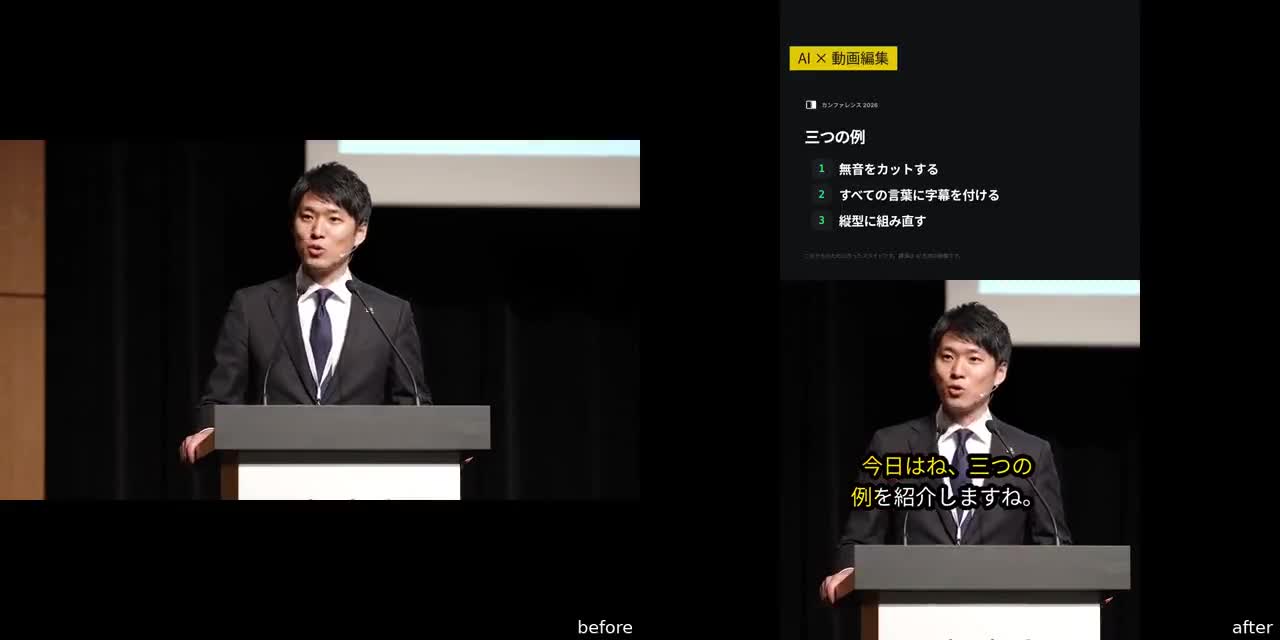 AI × 動画編集
カンファレンス 2026
三つの例
1 無音をカットする
2 すべての言葉に字幕を付ける
3 縦型に組み直す
今日はね、三つの
例を紹介しますね。
before
after